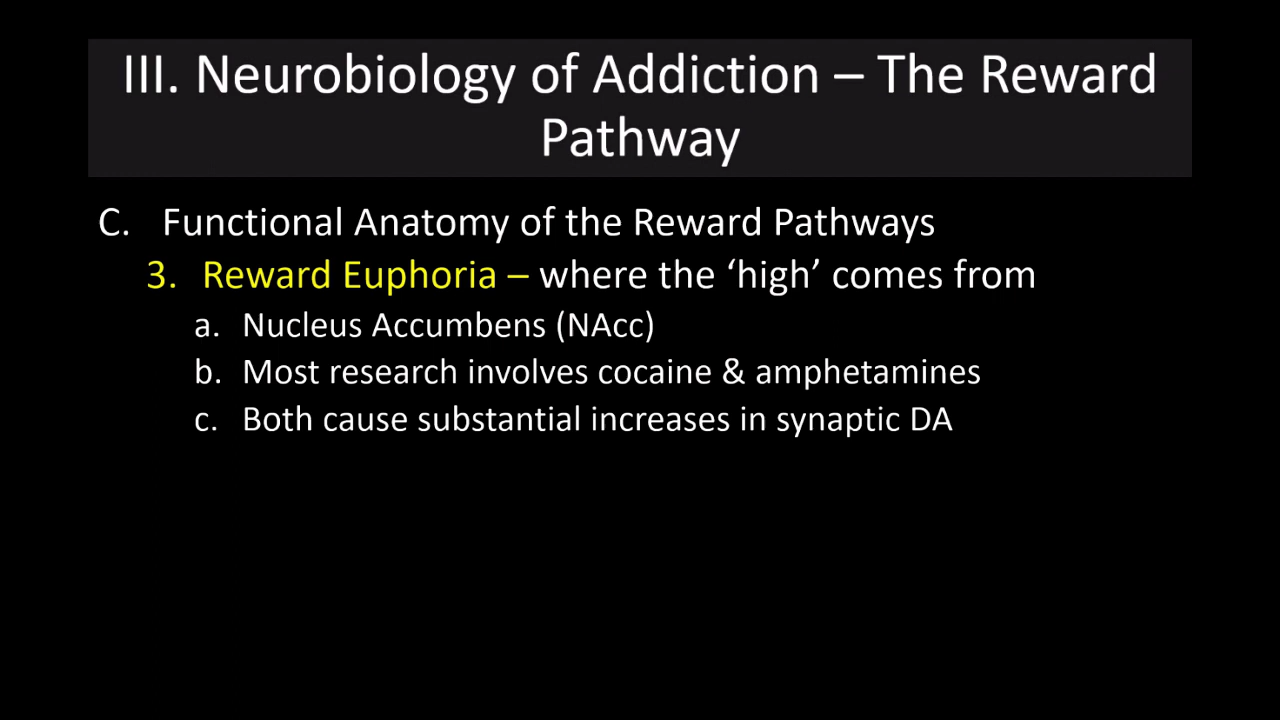 III. Neurobiology of Addiction – The Reward
Pathway
C. Functional Anatomy of the Reward Pathways
3. Reward Euphoria – where the ‘high’ comes from
a. Nucleus Accumbens (NAcc)
b. Most research involves cocaine & amphetamines
c. Both cause substantial increases in synaptic DA